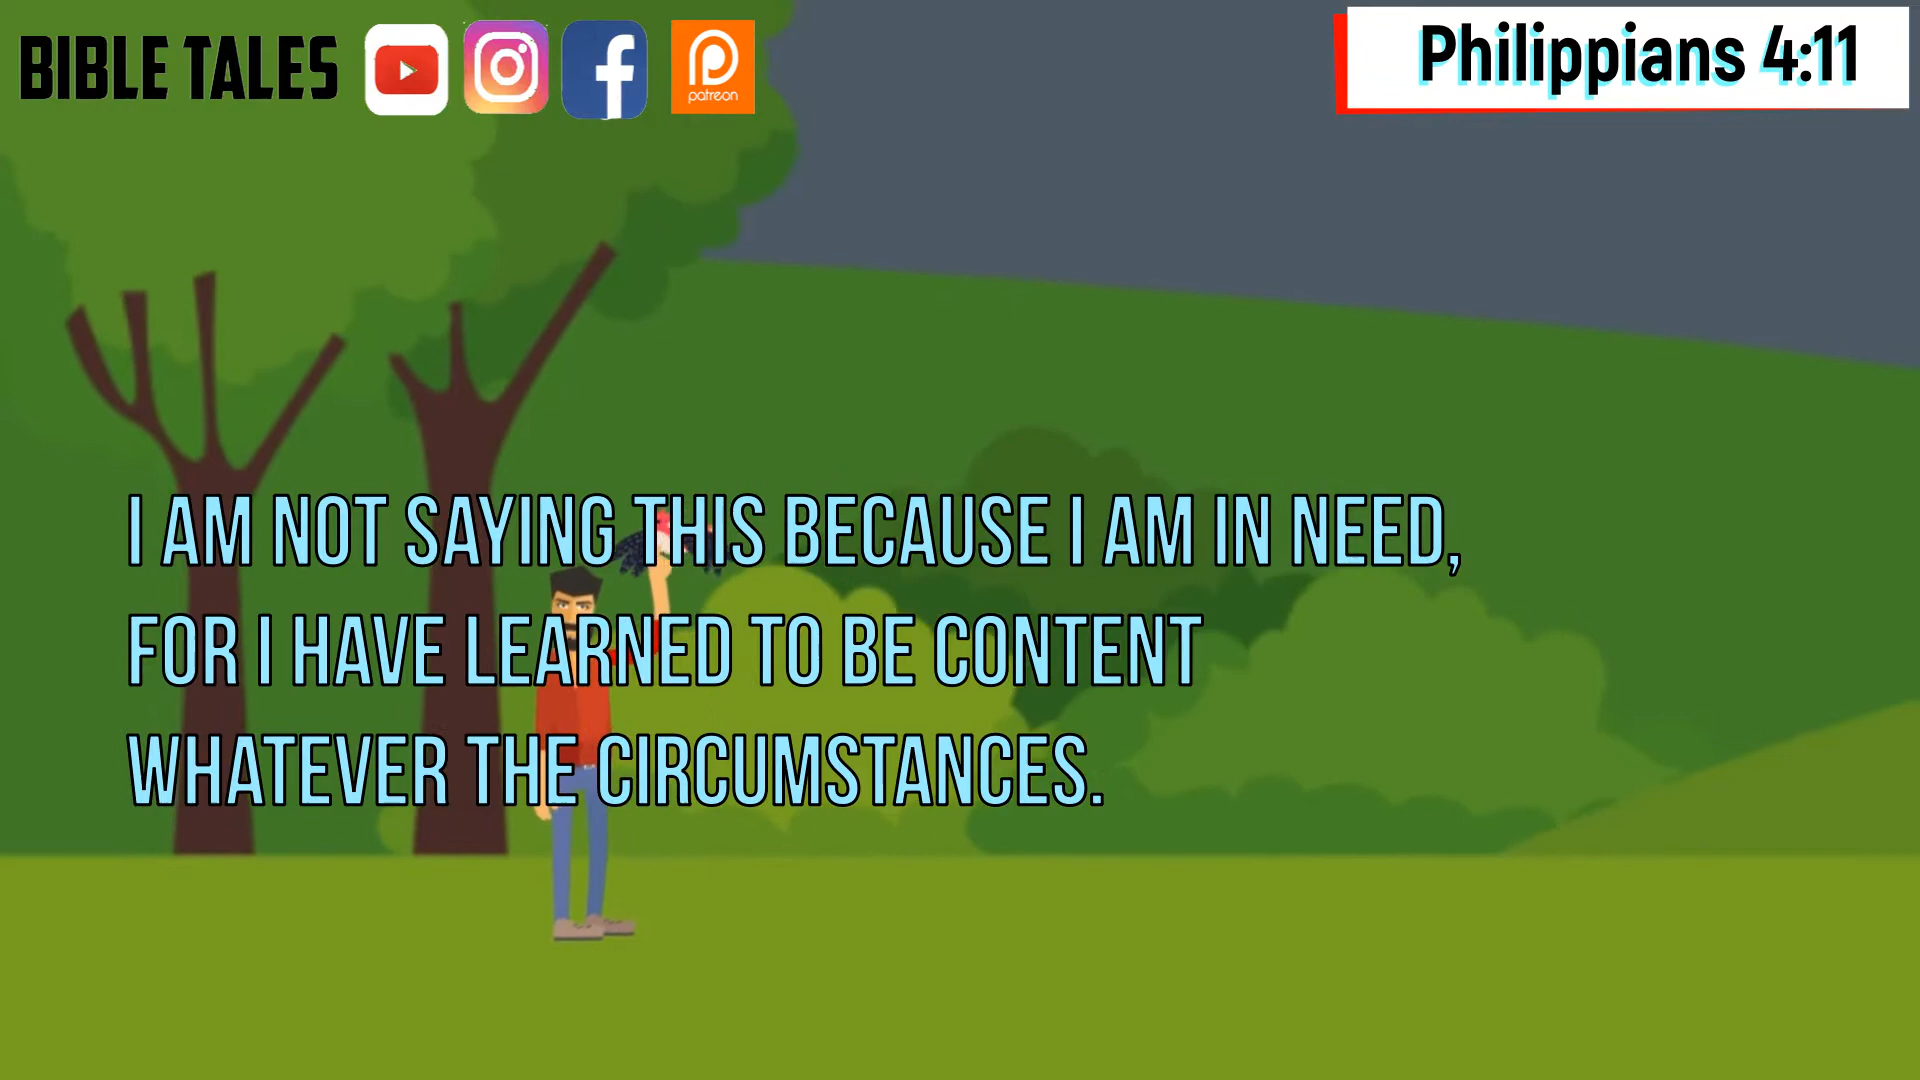 BIBLE TALES
patreon
Philippians 4:11
I AM NOT SAYING THIS BECAUSE I AM IN NEED,
FOR I HAVE LEARNED TO BE CONTENT
WHATEVER THE CIRCUMSTANCES.